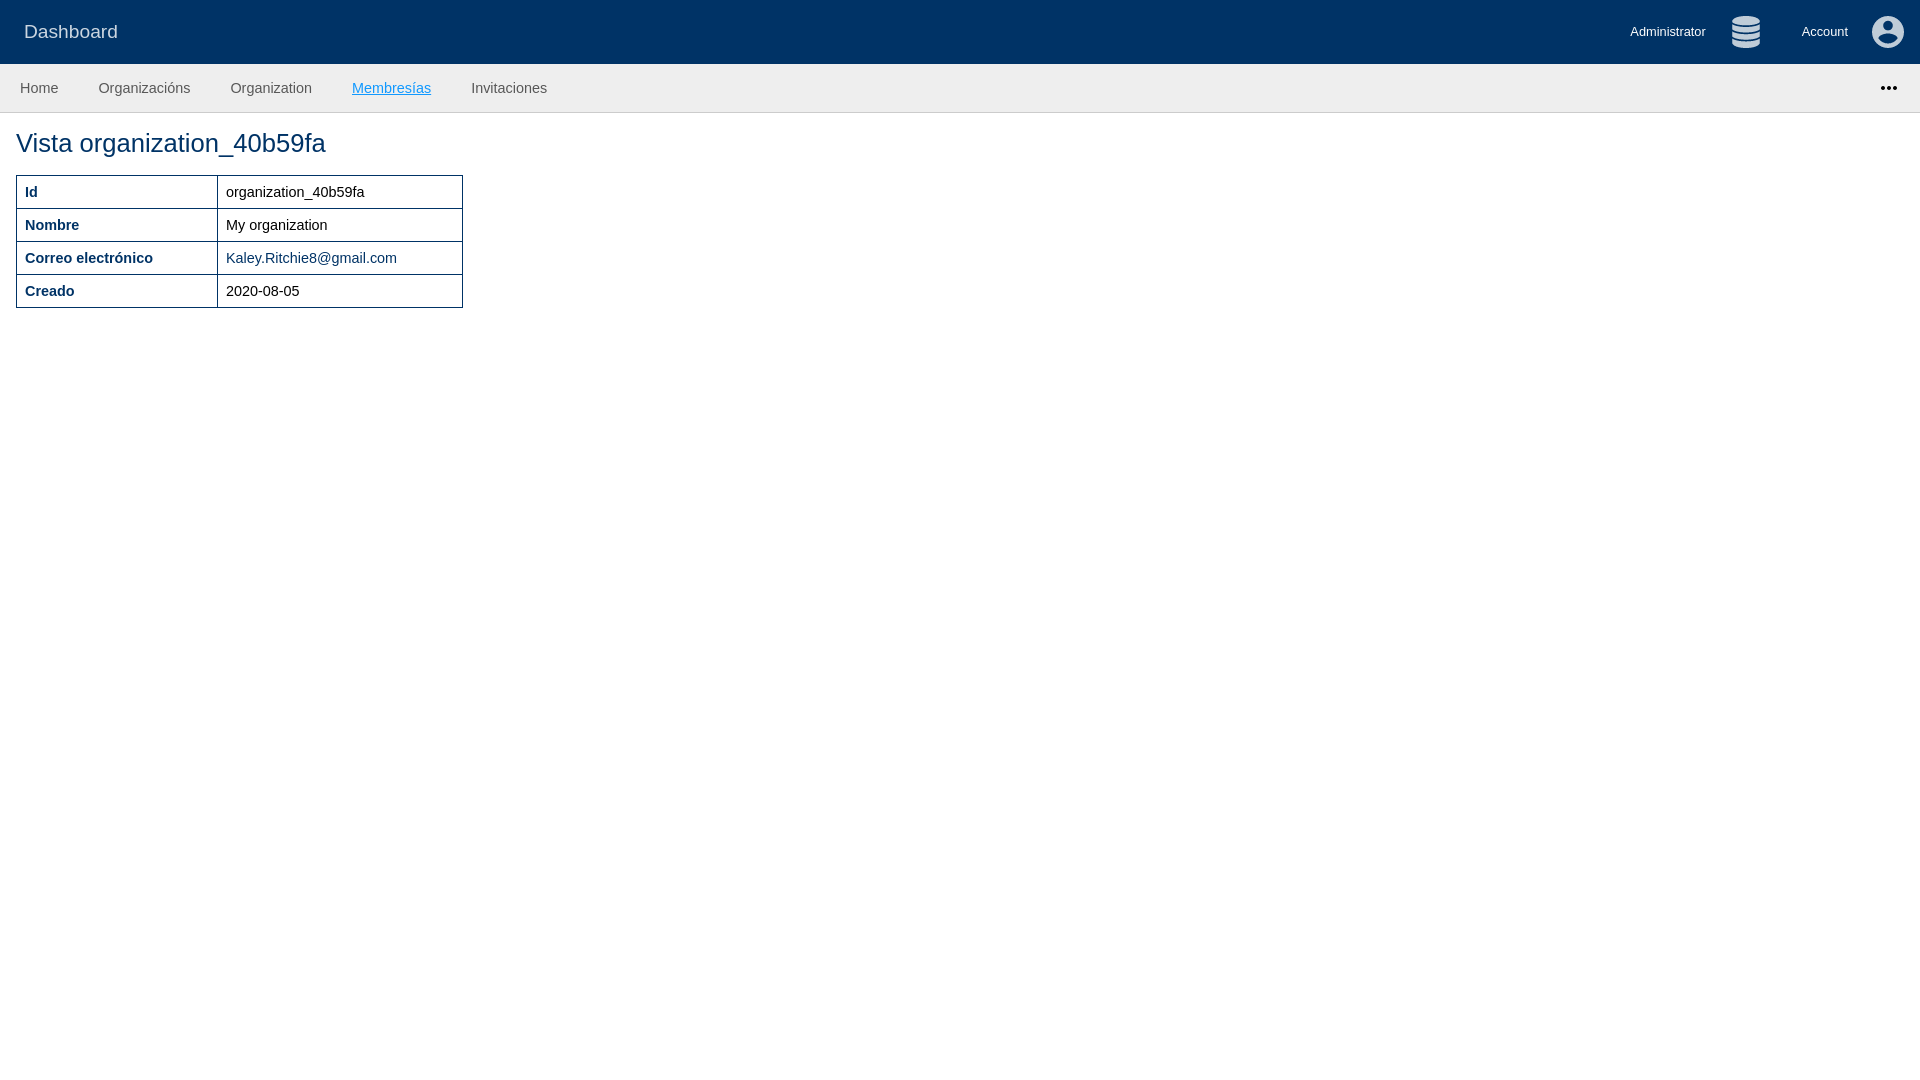 Dashboard
Administrator
Account
Home
Organizacións
Organization
Membresías
Invitaciones
Vista organization_40b59fa
Id organization_40b59fa
Nombre My organization
Correo electrónico Kaley.Ritchie8@gmail.com
Creado 2020-08-05